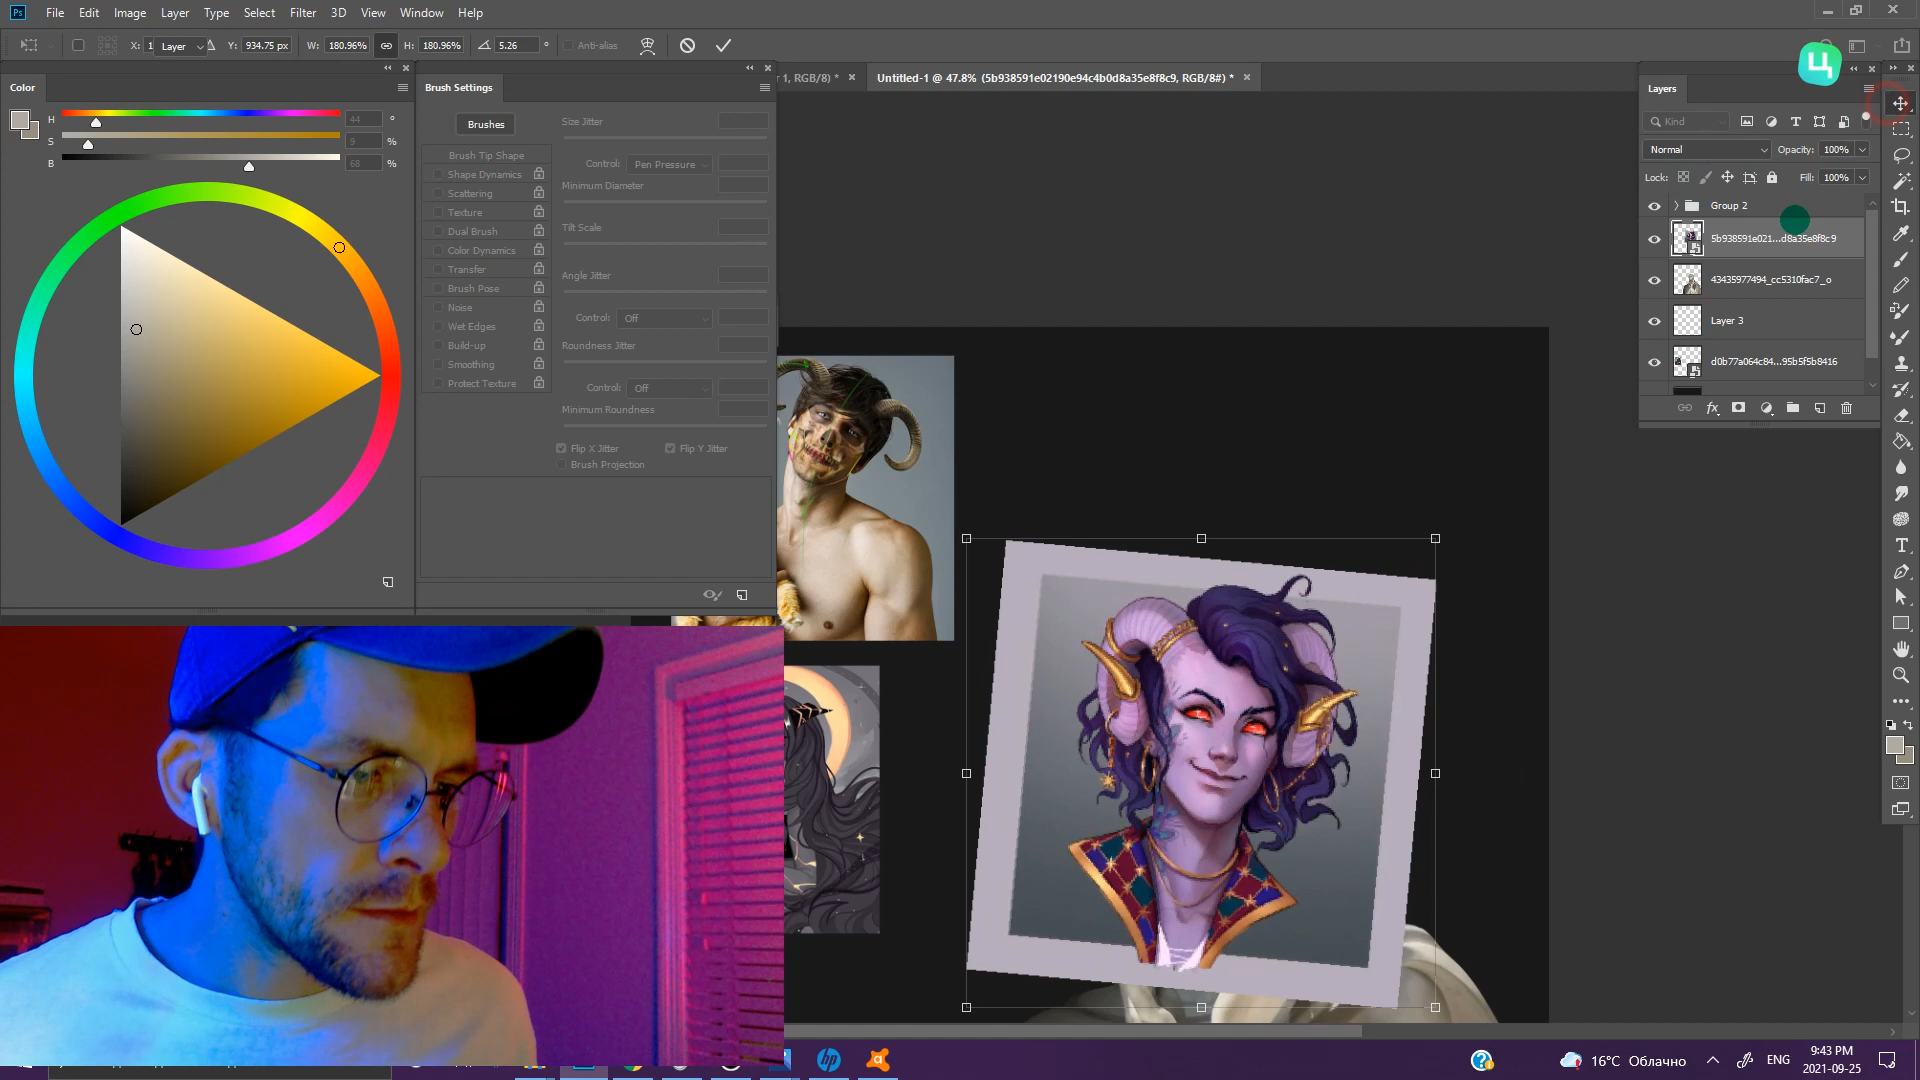 Ps File Edit Image Layer Type Select Filter 3D View Window Help
X: 1 Layer Y: 934.75 px W: 180.96% H: 180.96% 5.26 ° Anti-alias
1, RGB/8) * × Untitled-1 @ 47.8% (5b938591e02190e94c4b0d8a35e8f8c9, RGB/8#) * ×
Color
H 44 °
S 9 %
B 68 %
Brush Settings
Brushes
Brush Tip Shape
Shape Dynamics
Scattering
Texture
Dual Brush
Color Dynamics
Transfer
Brush Pose
Noise
Wet Edges
Build-up
Smoothing
Protect Texture
Size Jitter
Control: Pen Pressure
Minimum Diameter
Tilt Scale
Angle Jitter
Control: Off
Roundness Jitter
Control: Off
Minimum Roundness
Flip X Jitter Flip Y Jitter
Brush Projection
Ц
Layers
Kind
Normal Opacity: 100%
Lock: Fill: 100%
Group 2
5b938591e021...d8a35e8f8c9
43435977494_cc5310fac7_o
Layer 3
d0b77a064c84...95b5f5b8416
fx
hp
16°C Облачно
ENG
9:43 PM
2021-09-25